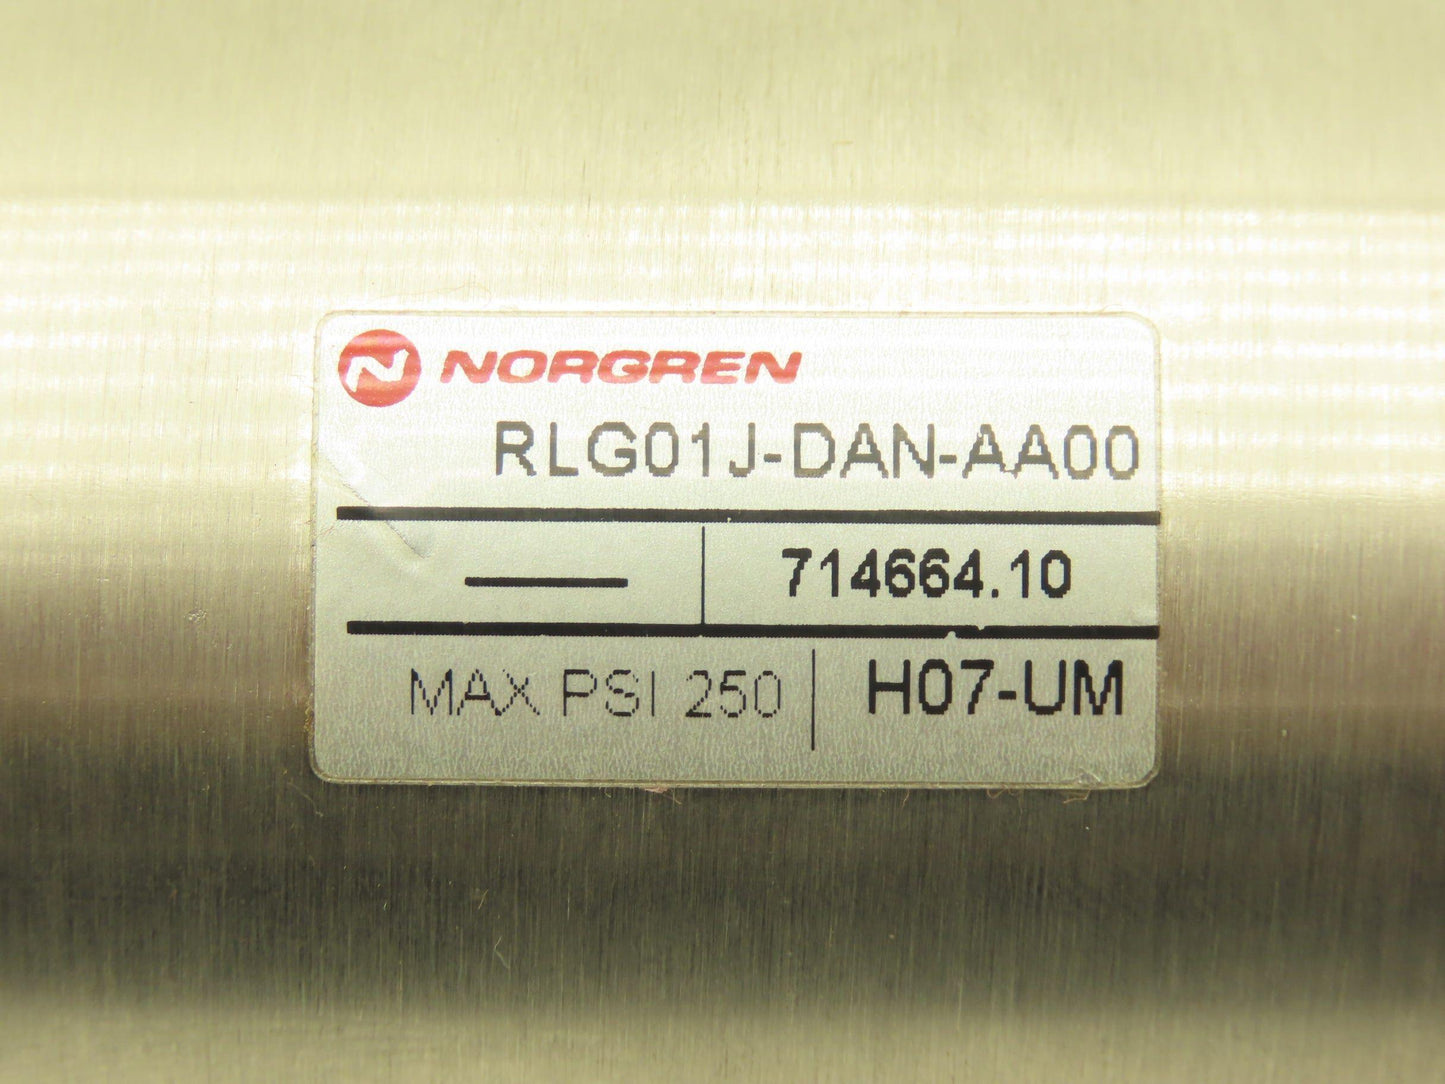 N NORGREN
RLG01J-DAN-AA00
714664.10
MAX PSI 250 H07-UM